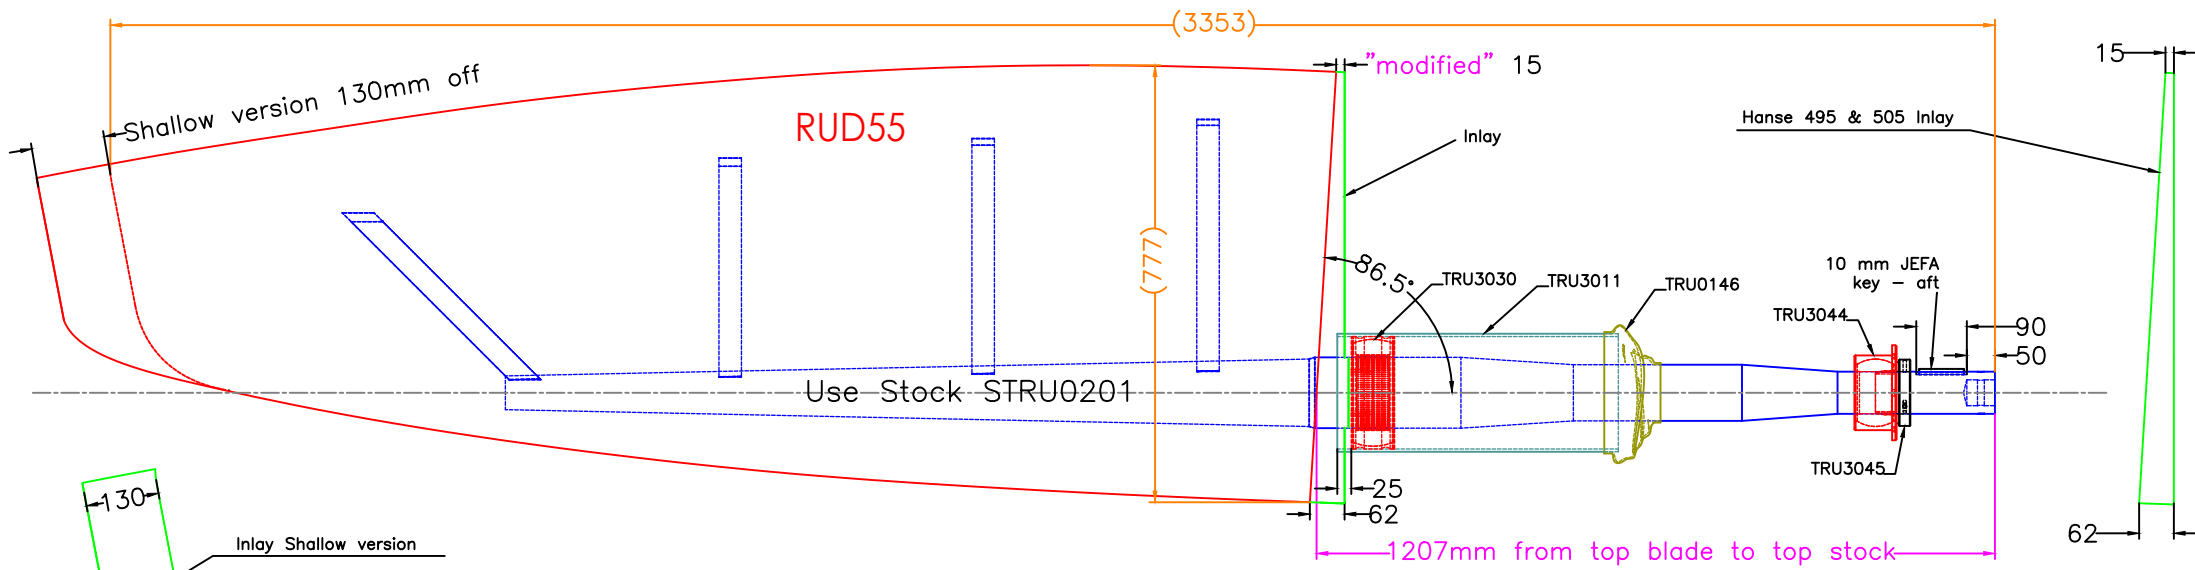 (3353)
"modified" 15
15
Shallow version 130mm off
RUD55
Hanse 495 & 505 Inlay
Inlay
(777)
86.5°
TRU3030
TRU3011
TRU0146
10 mm JEFA
key - aft
TRU3044
90
50
Use Stock STRU0201
TRU3045
25
62
130
Inlay Shallow version
1207mm from top blade to top stock
62